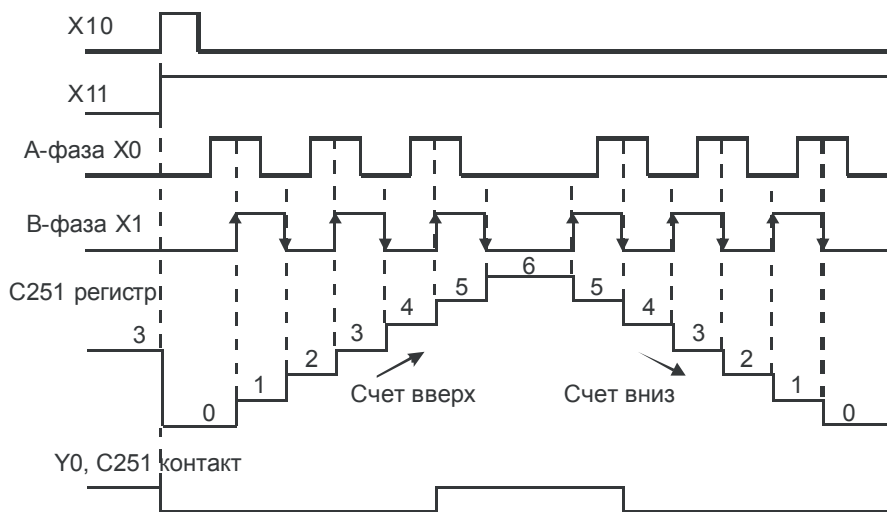 X10
X11
А-фаза X0
В-фаза X1
6
C251 регистр
5
5
4
4
3
3
3
2
2
1
Счет вверх
Счет вниз
1
0
0
Y0, C251 контакт